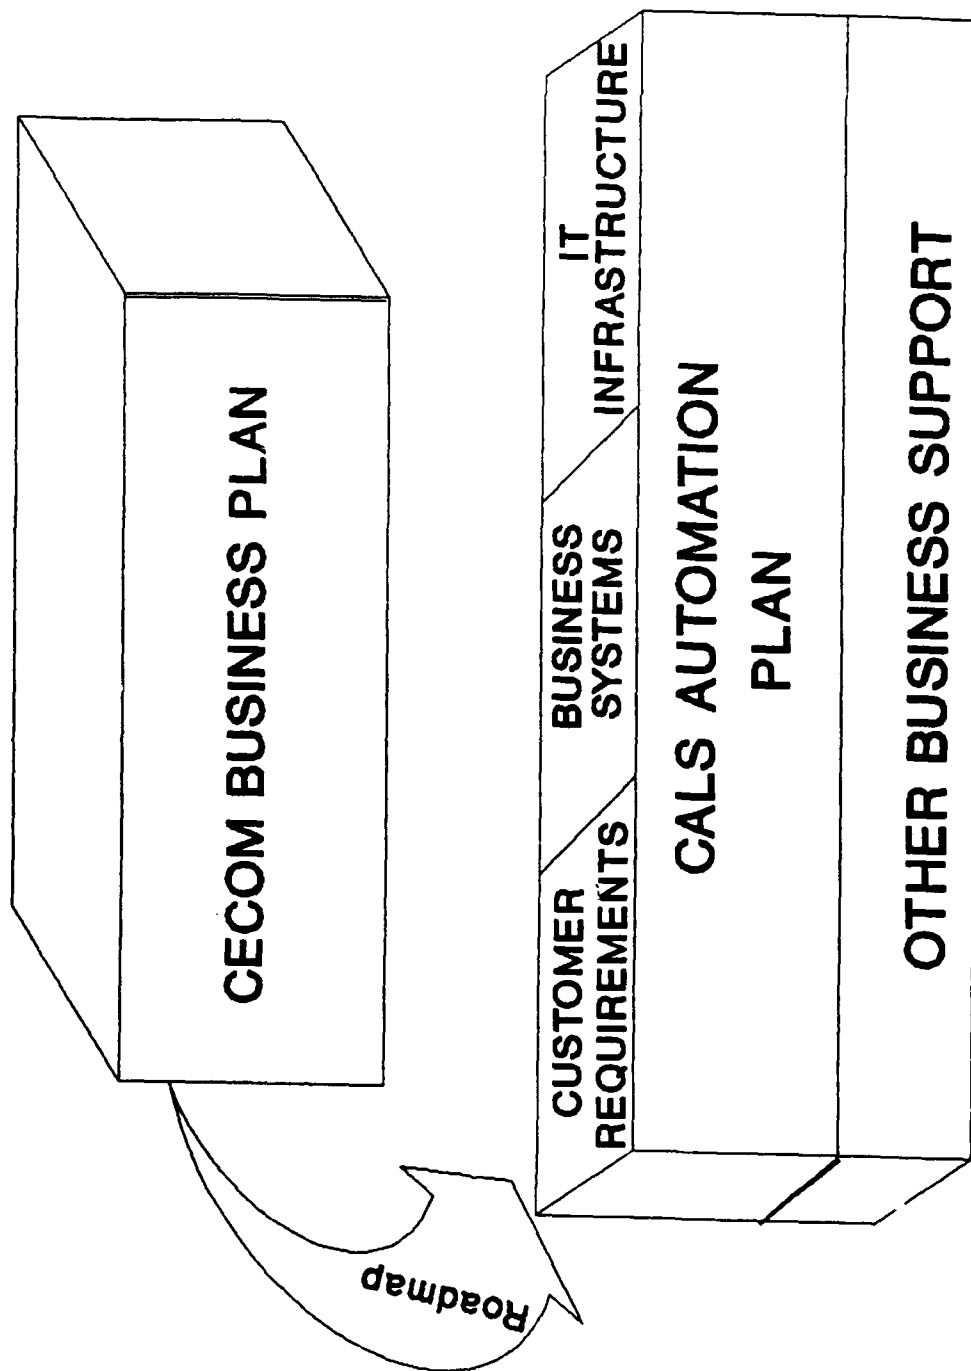 CECOM BUSINESS PLAN
Roadmap
CUSTOMER
REQUIREMENTS
BUSINESS
SYSTEMS
IT
INFRASTRUCTURE
CALS AUTOMATION
PLAN
OTHER BUSINESS SUPPORT